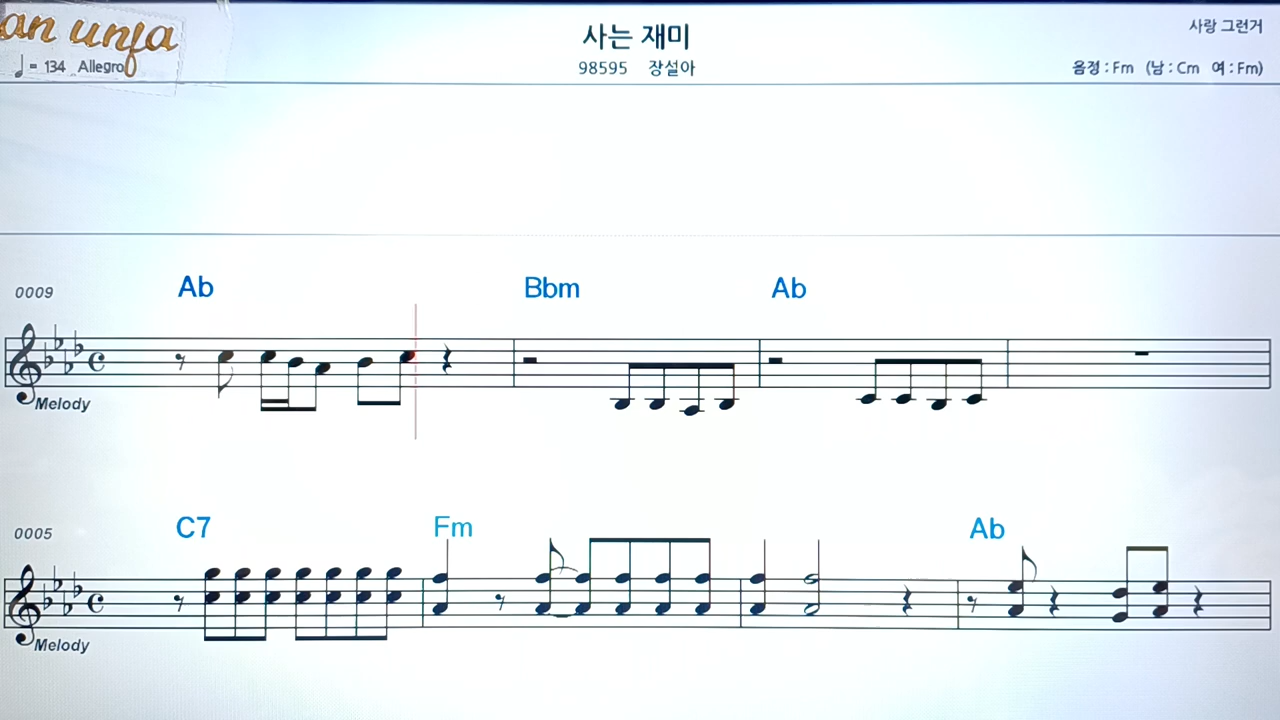 an unfa
♩= 134 Allegro
사는 재미
98595 장설아
사랑 그런거
음정 : Fm (남 : Cm 여 : Fm)
0009
Ab Bbm Ab
Melody
0005
C7 Fm Ab
Melody